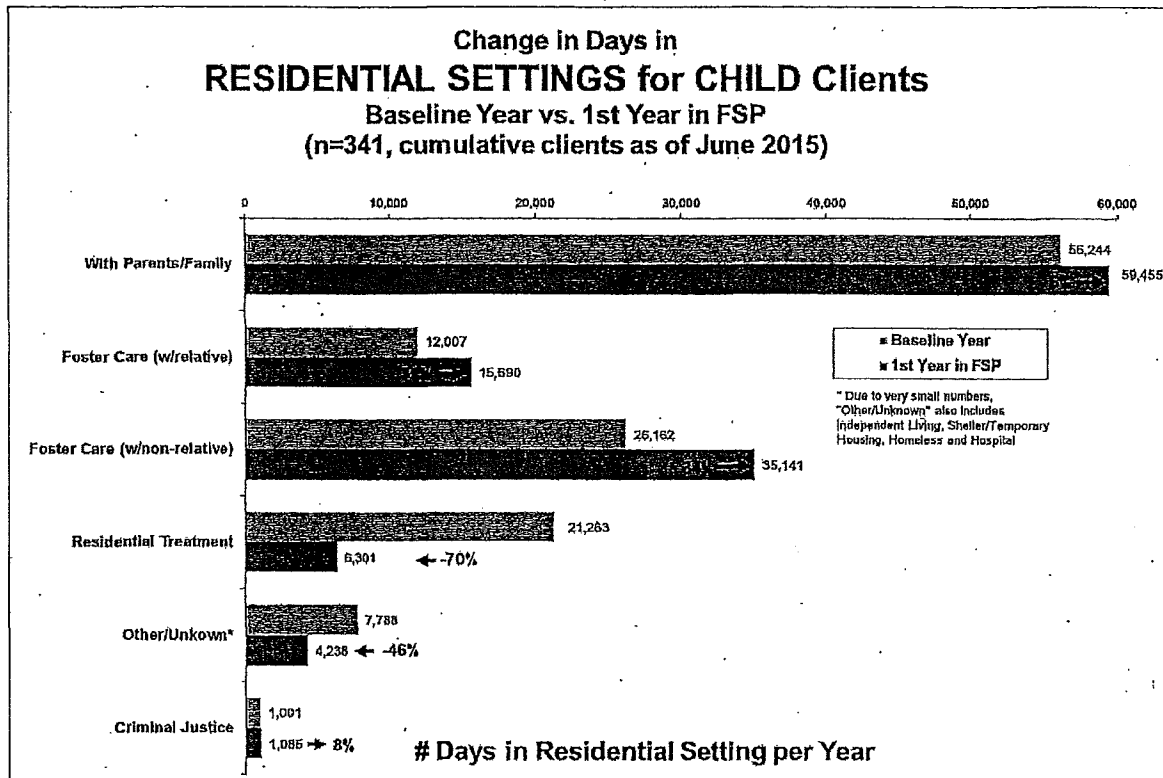 Change in Days in
RESIDENTIAL SETTINGS for CHILD Clients
Baseline Year vs. 1st Year in FSP
(n=341, cumulative clients as of June 2015)
0 10,000 20,000 30,000 40,000 50,000 60,000
With Parents/Family
56,244
59,455
Foster Care (w/relative)
12,007
15,690
Baseline Year
1st Year in FSP
* Due to very small numbers,
"Other/Unknown" also includes
Independent Living, Shelter/Temporary
Housing, Homeless and Hospital
Foster Care (w/non-relative)
26,162
35,141
Residential Treatment
21,263
6,301 -70%
Other/Unkown*
7,788
4,238 -46%
Criminal Justice
1,001
1,085 8%
# Days in Residential Setting per Year